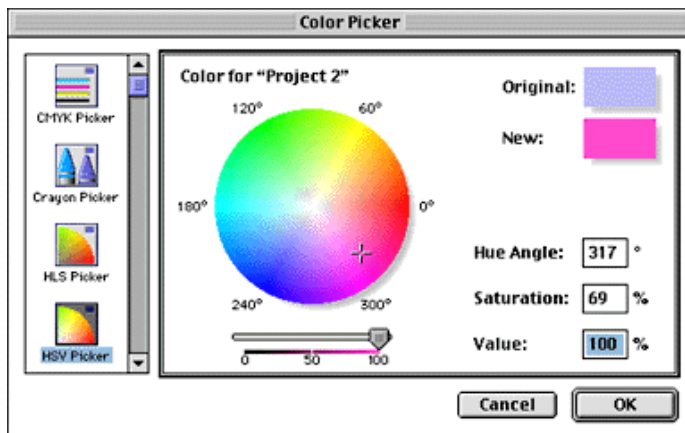 Color Picker
CMYK Picker
Crayon Picker
HLS Picker
HSV Picker
Color for “Project 2”
Original:
New:
120°
60°
180°
0°
240°
300°
0
50
100
Hue Angle: 317 °
Saturation: 69 %
Value: 100 %
Cancel
OK